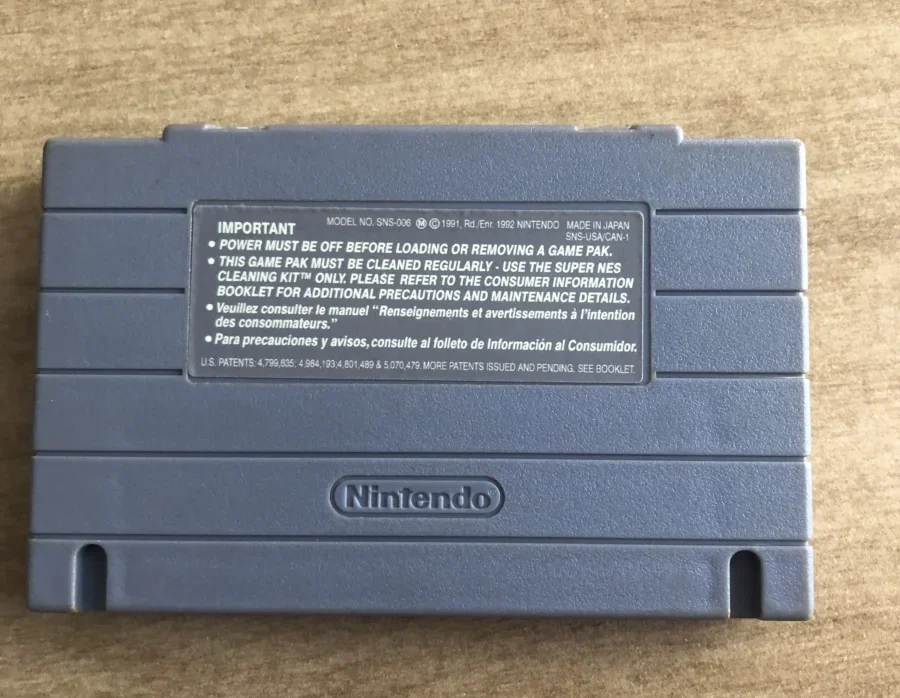 IMPORTANT MODEL NO. SNS-006 Ⓜ © 1991, Rd./Enr. 1992 NINTENDO MADE IN JAPAN
SNS-USA/CAN-1
• POWER MUST BE OFF BEFORE LOADING OR REMOVING A GAME PAK.
• THIS GAME PAK MUST BE CLEANED REGULARLY - USE THE SUPER NES
CLEANING KIT™ ONLY. PLEASE REFER TO THE CONSUMER INFORMATION
BOOKLET FOR ADDITIONAL PRECAUTIONS AND MAINTENANCE DETAILS.
• Veuillez consulter le manuel "Renseignements et avertissements à l'intention
des consommateurs."
• Para precauciones y avisos, consulte al folleto de Información al Consumidor.
U.S. PATENTS: 4,799,635; 4,984,193; 4,801,489 & 5,070,479. MORE PATENTS ISSUED AND PENDING. SEE BOOKLET.
Nintendo